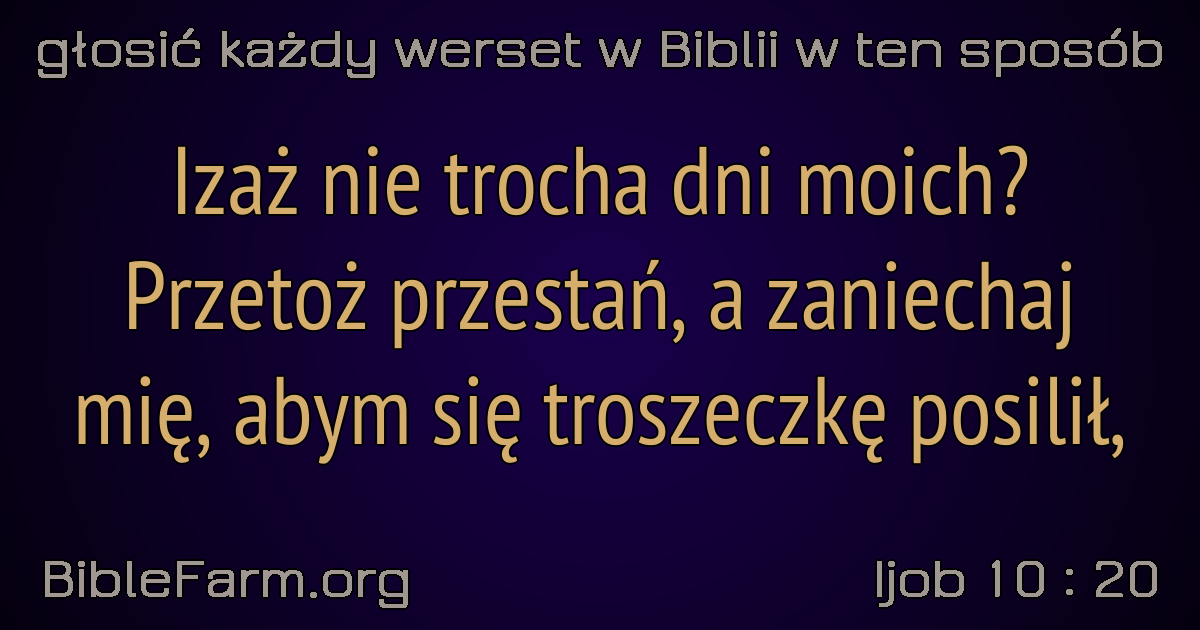 głosić każdy werset w Biblii w ten sposób
Izaż nie trocha dni moich?
Przetoż przestań, a zaniechaj
mię, abym się troszeczkę posilił,
BibleFarm.org
Ijob 10 : 20